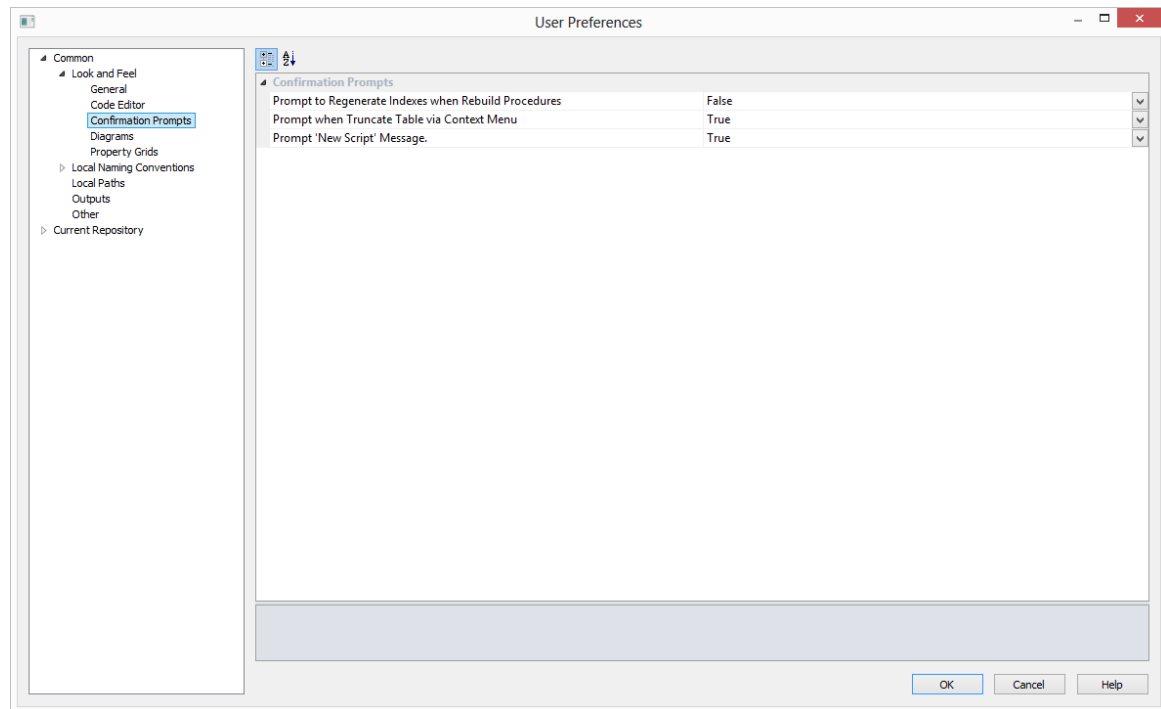 User Preferences
Common
Look and Feel
General
Code Editor
Confirmation Prompts
Diagrams
Property Grids
Local Naming Conventions
Local Paths
Outputs
Other
Current Repository
Confirmation Prompts
Prompt to Regenerate Indexes when Rebuild Procedures False
Prompt when Truncate Table via Context Menu True
Prompt 'New Script' Message. True
OK Cancel Help